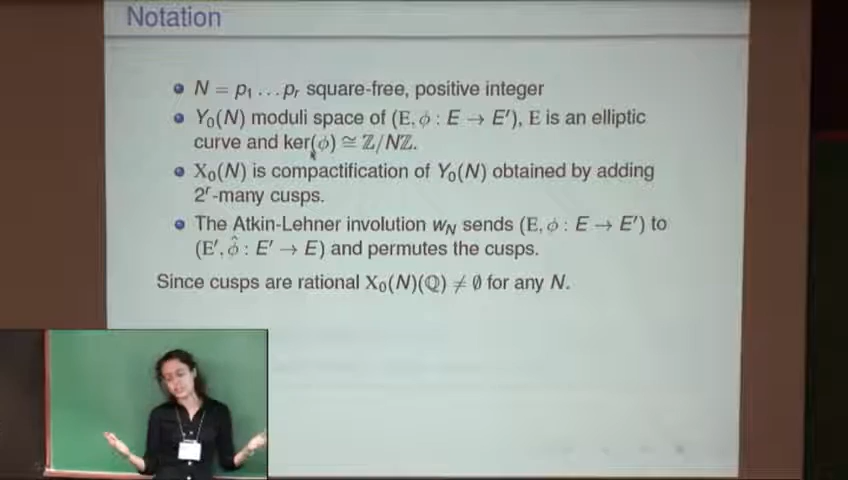 Notation
N = p₁ … pᵣ square-free, positive integer
Y₀(N) moduli space of (E, ϕ : E → E′), E is an elliptic
curve and ker(ϕ) ≅ ℤ/Nℤ.
X₀(N) is compactification of Y₀(N) obtained by adding
2ʳ-many cusps.
The Atkin-Lehner involution w_N sends (E, ϕ : E → E′) to
(E′, ϕ̂ : E′ → E) and permutes the cusps.
Since cusps are rational X₀(N)(ℚ) ≠ ∅ for any N.